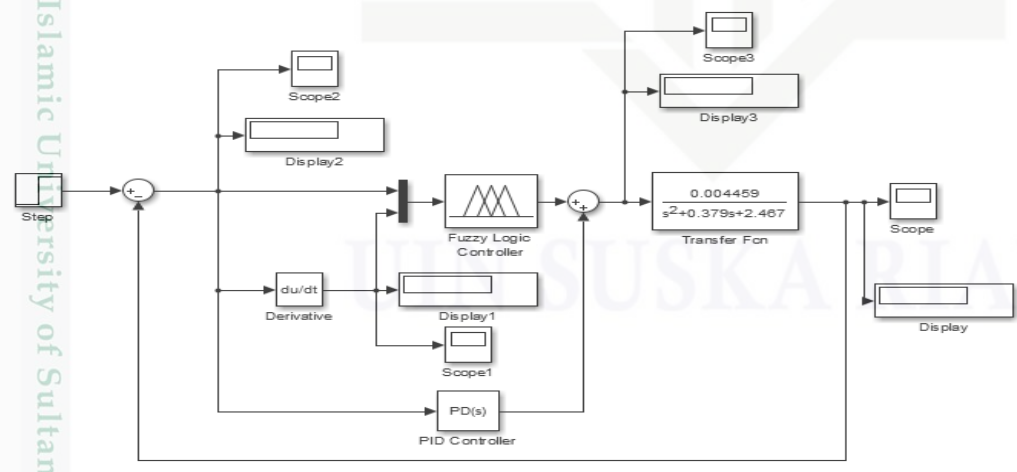 Islamic University of Sultan
Scope3
Scope2
Display3
Display2
+
−
Step
Fuzzy Logic
Controller
+
+
0.004459
s²+0.379s+2.467
Transfer Fcn
Scope
du/dt
Derivative
Display1
Display
Scope1
PD(s)
PID Controller
UIN SUSKA RIA